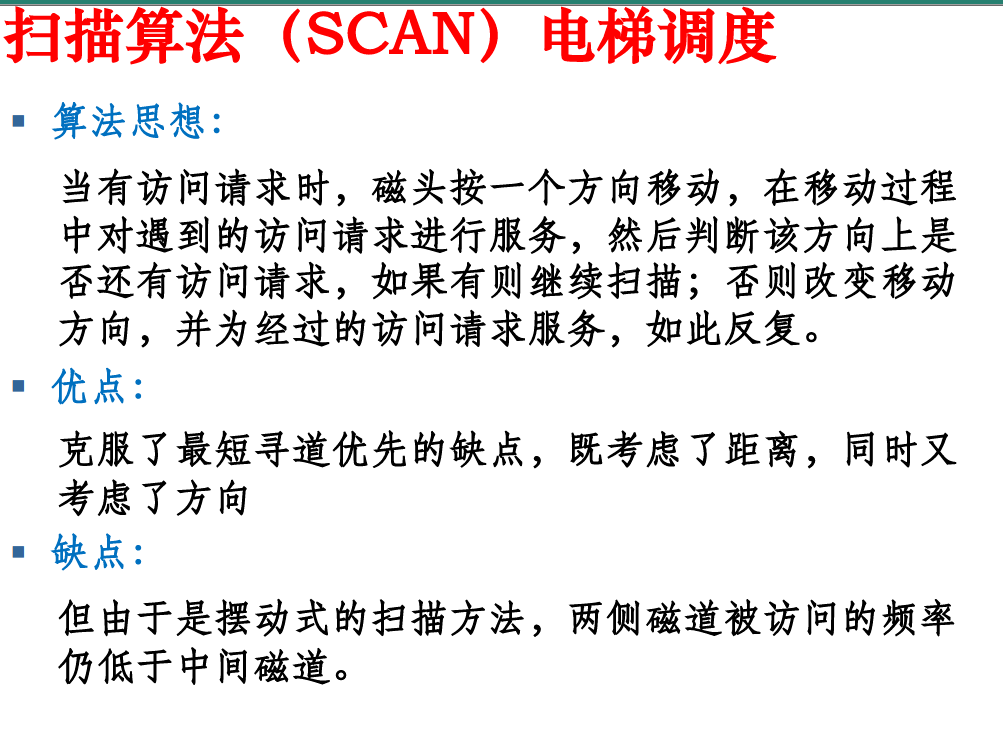 扫描算法（SCAN）电梯调度
▪ 算法思想：
当有访问请求时，磁头按一个方向移动，在移动过程
中对遇到的访问请求进行服务，然后判断该方向上是
否还有访问请求，如果有则继续扫描；否则改变移动
方向，并为经过的访问请求服务，如此反复。
▪ 优点：
克服了最短寻道优先的缺点，既考虑了距离，同时又
考虑了方向
▪ 缺点：
但由于是摆动式的扫描方法，两侧磁道被访问的频率
仍低于中间磁道。